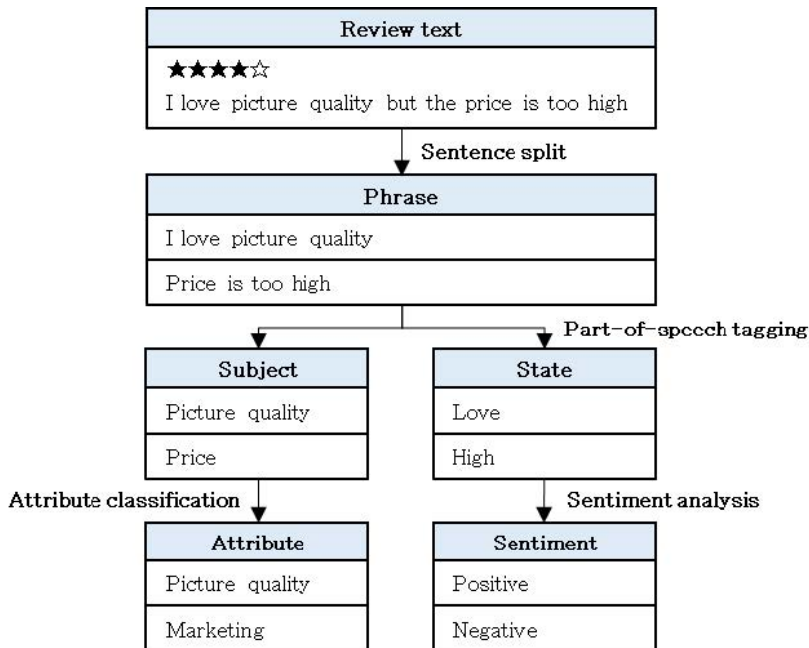 Review text
★★★★☆
I love picture quality but the price is too high
Sentence split
Phrase
I love picture quality
Price is too high
Part-of-speech tagging
Subject
State
Picture quality
Love
Price
High
Attribute classification
Sentiment analysis
Attribute
Sentiment
Picture quality
Positive
Marketing
Negative